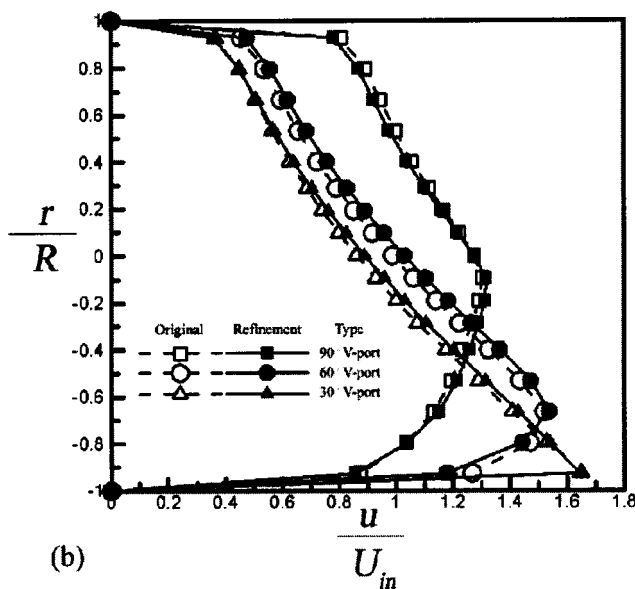 1
0.8
0.6
0.4
r
0.2
R
0
-0.2
Original Refinement Type
-0.4
90 V-port
60 V-port
-0.6
30 V-port
-0.8
-1
0 0.2 0.4 0.6 0.8 1 1.2 1.4 1.6 1.8
u
U_in
(b)